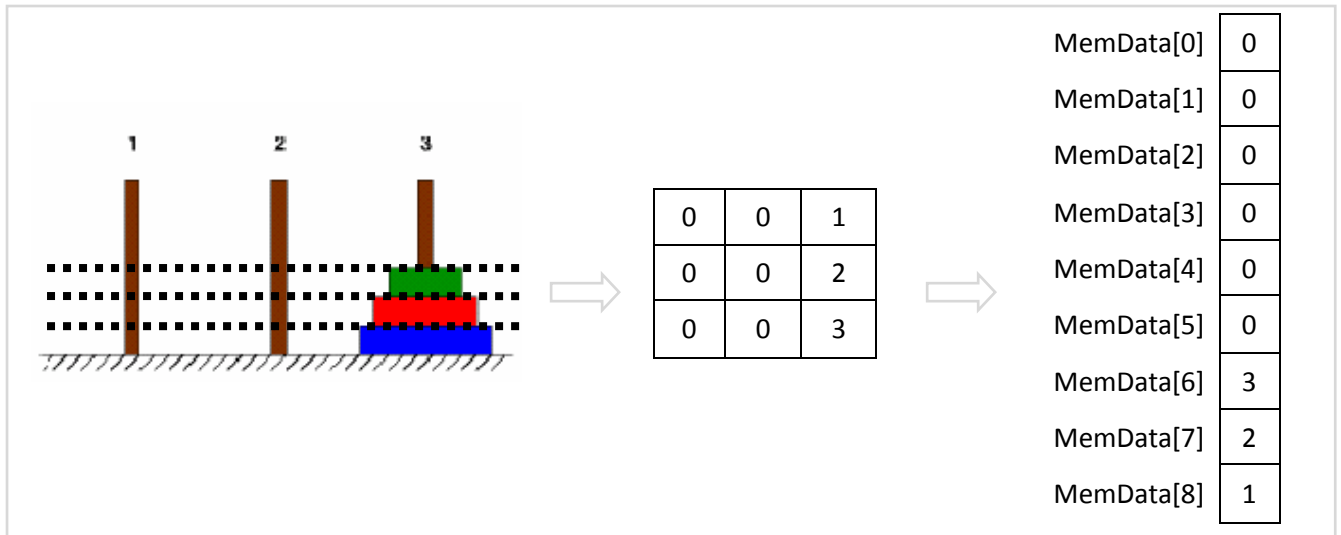 1 2 3
0 0 1
0 0 2
0 0 3
MemData[0] 0
MemData[1] 0
MemData[2] 0
MemData[3] 0
MemData[4] 0
MemData[5] 0
MemData[6] 3
MemData[7] 2
MemData[8] 1